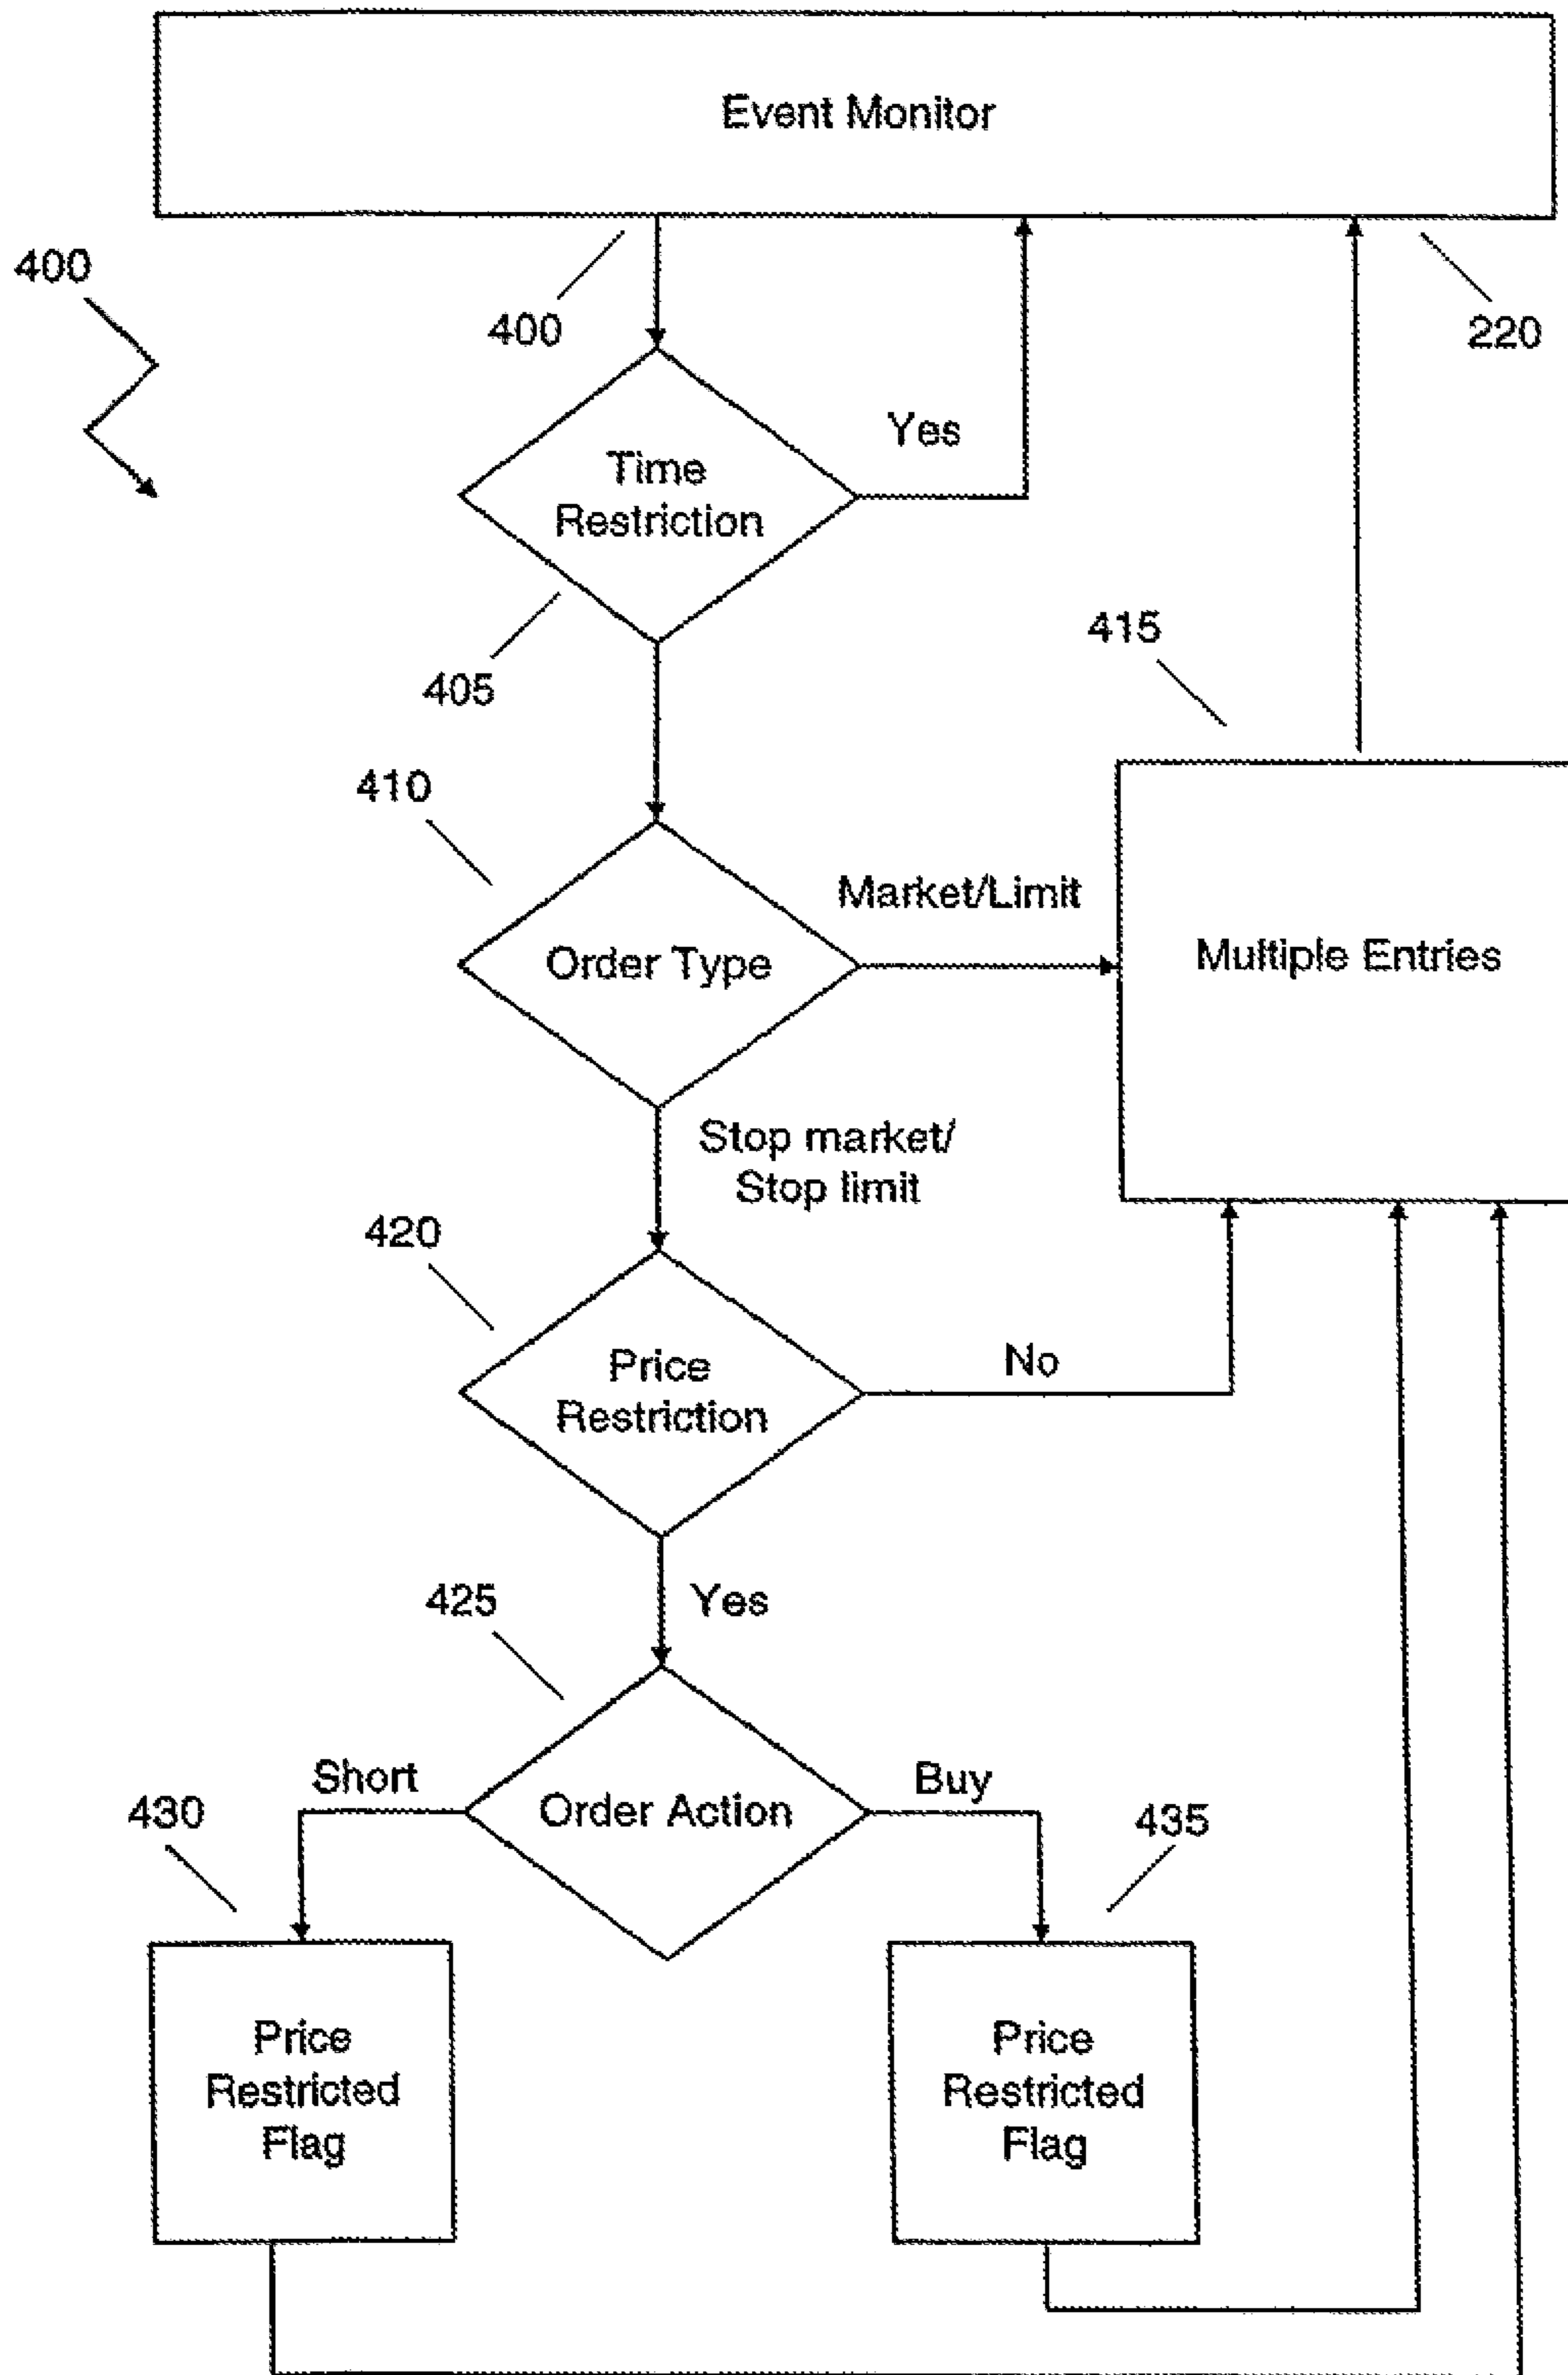 Event Monitor
400
400
220
Yes
Time
Restriction
405
415
410
Market/Limit
Order Type
Multiple Entries
Stop market/
Stop limit
420
No
Price
Restriction
425
Yes
Short
Buy
430
Order Action
435
Price
Restricted
Flag
Price
Restricted
Flag